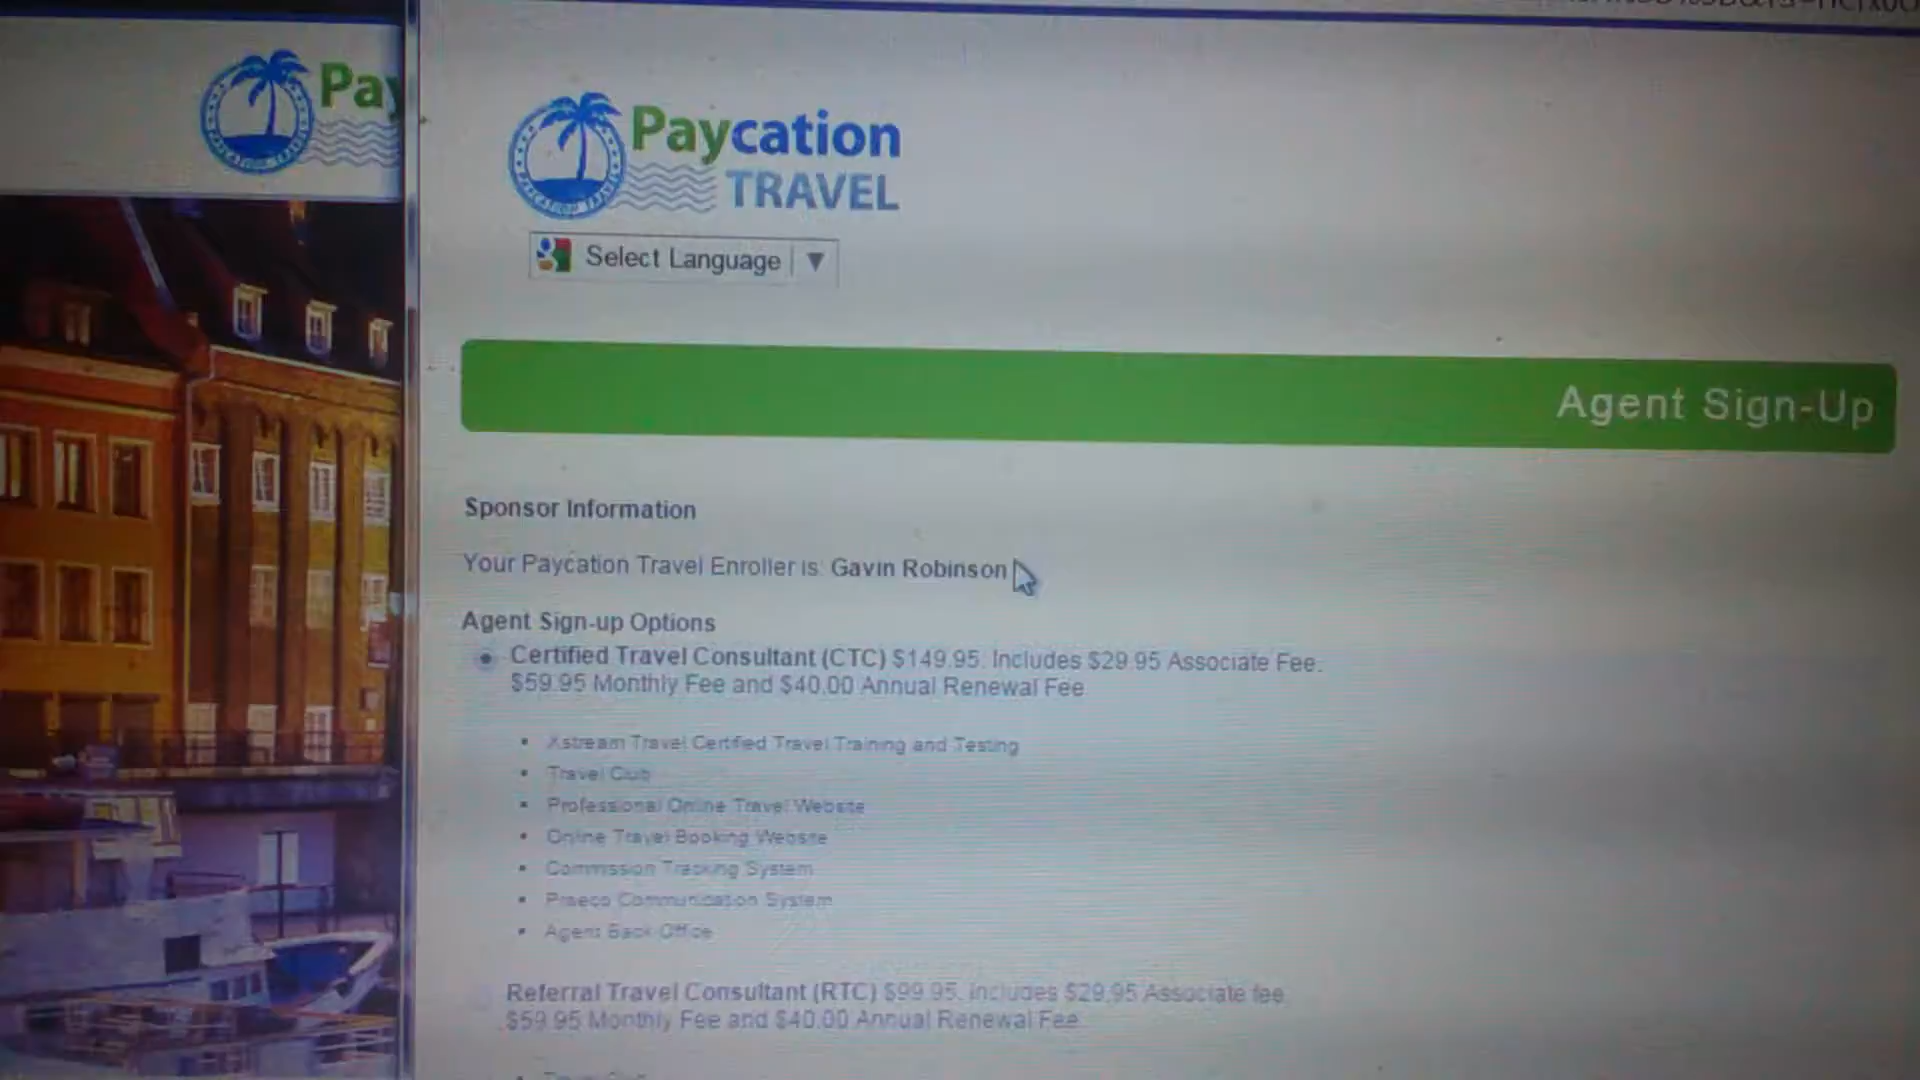 Pay
Paycation
TRAVEL
Select Language
Agent Sign-Up
Sponsor Information
Your Paycation Travel Enroller is: Gavin Robinson
Agent Sign-up Options
Certified Travel Consultant (CTC) $149.95. Includes $29.95 Associate Fee.
$59.95 Monthly Fee and $40.00 Annual Renewal Fee
Xstream Travel Certified Travel Training and Testing
Travel Club
Professional Online Travel Website
Online Travel Booking Website
Commission Tracking System
Communication System
Agent Back Office
Referral Travel Consultant (RTC) $99.95. Includes $29.95 Associate fee.
$59.95 Monthly Fee and $40.00 Annual Renewal Fee